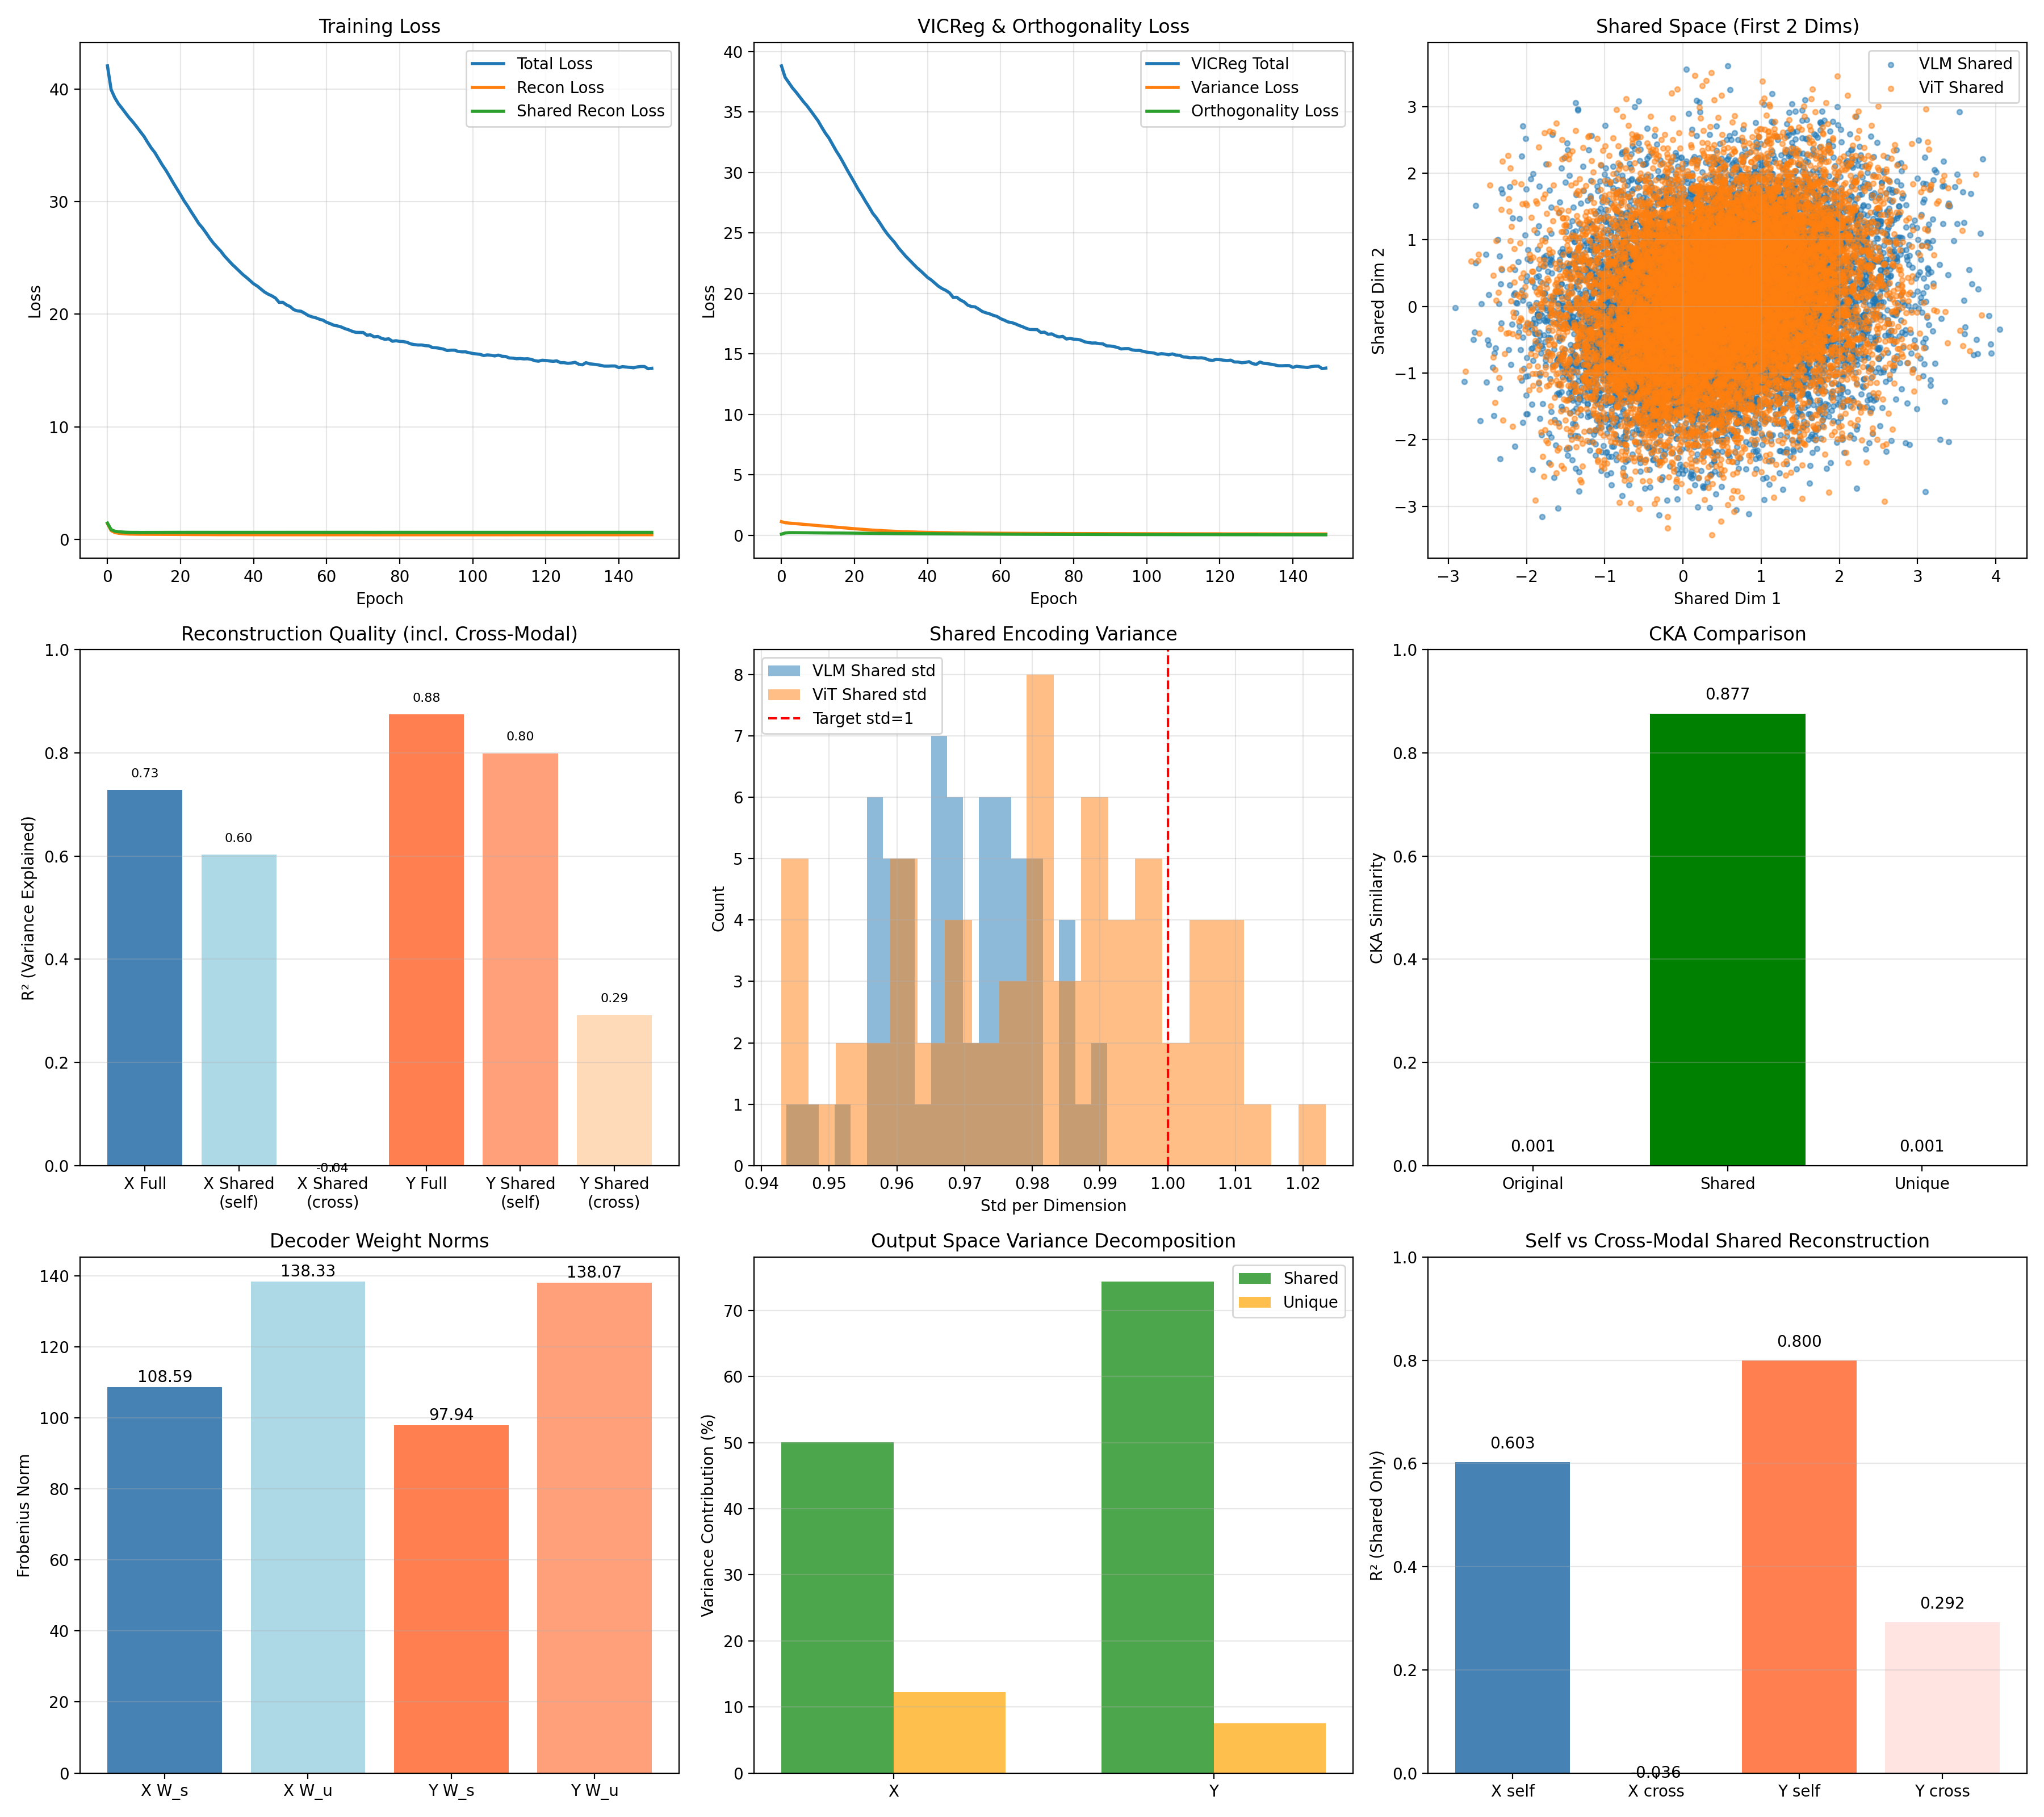 Training Loss
Total Loss
Recon Loss
Shared Recon Loss
Loss
40
30
20
10
0
0 20 40 60 80 100 120 140
Epoch
VICReg & Orthogonality Loss
VICReg Total
Variance Loss
Orthogonality Loss
Loss
40
35
30
25
20
15
10
5
0
0 20 40 60 80 100 120 140
Epoch
Shared Space (First 2 Dims)
VLM Shared
ViT Shared
Shared Dim 2
3
2
1
0
−1
−2
−3
−3 −2 −1 0 1 2 3 4
Shared Dim 1
Reconstruction Quality (incl. Cross-Modal)
R² (Variance Explained)
1.0
0.8
0.6
0.4
0.2
0.0
0.73
0.60
-0.04
0.88
0.80
0.29
X Full
X Shared
(self)
X Shared
(cross)
Y Full
Y Shared
(self)
Y Shared
(cross)
Shared Encoding Variance
VLM Shared std
ViT Shared std
Target std=1
Count
8
7
6
5
4
3
2
1
0
0.94 0.95 0.96 0.97 0.98 0.99 1.00 1.01 1.02
Std per Dimension
CKA Comparison
CKA Similarity
1.0
0.8
0.6
0.4
0.2
0.0
0.001
0.877
0.001
Original
Shared
Unique
Decoder Weight Norms
Frobenius Norm
140
120
100
80
60
40
20
0
108.59
138.33
97.94
138.07
X W_s
X W_u
Y W_s
Y W_u
Output Space Variance Decomposition
Shared
Unique
Variance Contribution (%)
70
60
50
40
30
20
10
0
X
Y
Self vs Cross-Modal Shared Reconstruction
R² (Shared Only)
1.0
0.8
0.6
0.4
0.2
0.0
0.603
0.800
0.292
X self
X cross
Y self
Y cross